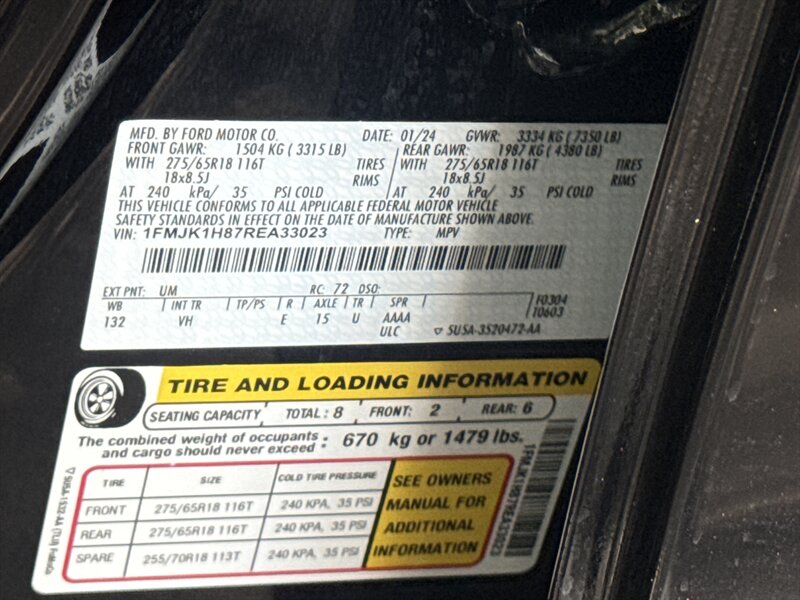 MFD. BY FORD MOTOR CO. DATE: 01/24 GVWR: 3334 KG ( 7350 LB)
FRONT GAWR: 1504 KG ( 3315 LB) REAR GAWR: 1987 KG ( 4380 LB)
WITH 275/65R18 116T TIRES WITH 275/65R18 116T TIRES
18x8.5J RIMS 18x8.5J RIMS
AT 240 kPa/ 35 PSI COLD AT 240 kPa/ 35 PSI COLD
THIS VEHICLE CONFORMS TO ALL APPLICABLE FEDERAL MOTOR VEHICLE
SAFETY STANDARDS IN EFFECT ON THE DATE OF MANUFACTURE SHOWN ABOVE.
VIN: 1FMJK1H87REA33023 TYPE: MPV
EXT PNT: UM RC: 72 DSO:
WB INT TR TP/PS R AXLE TR SPR F0304
132 VH E 15 U AAAA T0603
ULC 5U5A-3520472-AA
TIRE AND LOADING INFORMATION
SEATING CAPACITY TOTAL: 8 FRONT: 2 REAR: 6
The combined weight of occupants and cargo should never exceed : 670 kg or 1479 lbs.
TIRE SIZE COLD TIRE PRESSURE
FRONT 275/65R18 116T 240 KPA, 35 PSI
REAR 275/65R18 116T 240 KPA, 35 PSI
SPARE 255/70R18 113T 240 KPA, 35 PSI
SEE OWNERS
MANUAL FOR
ADDITIONAL
INFORMATION
1FMJK1H87REA33023